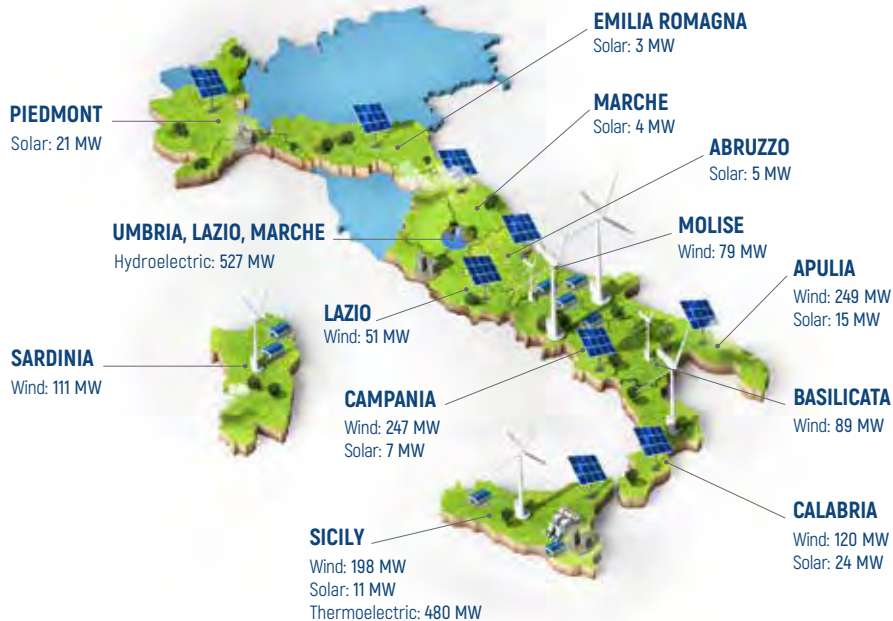 EMILIA ROMAGNA
Solar: 3 MW
PIEDMONT
Solar: 21 MW
MARCHE
Solar: 4 MW
ABRUZZO
Solar: 5 MW
UMBRIA, LAZIO, MARCHE
Hydroelectric: 527 MW
MOLISE
Wind: 79 MW
APULIA
Wind: 249 MW
Solar: 15 MW
LAZIO
Wind: 51 MW
SARDINIA
Wind: 111 MW
CAMPANIA
Wind: 247 MW
Solar: 7 MW
BASILICATA
Wind: 89 MW
CALABRIA
Wind: 120 MW
Solar: 24 MW
SICILY
Wind: 198 MW
Solar: 11 MW
Thermoelectric: 480 MW